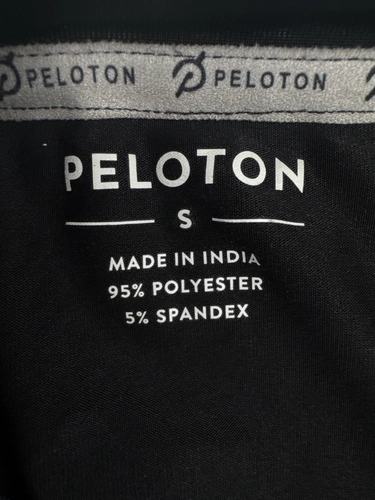 PELOTON PELOTON
PELOTON
S
MADE IN INDIA
95% POLYESTER
5% SPANDEX